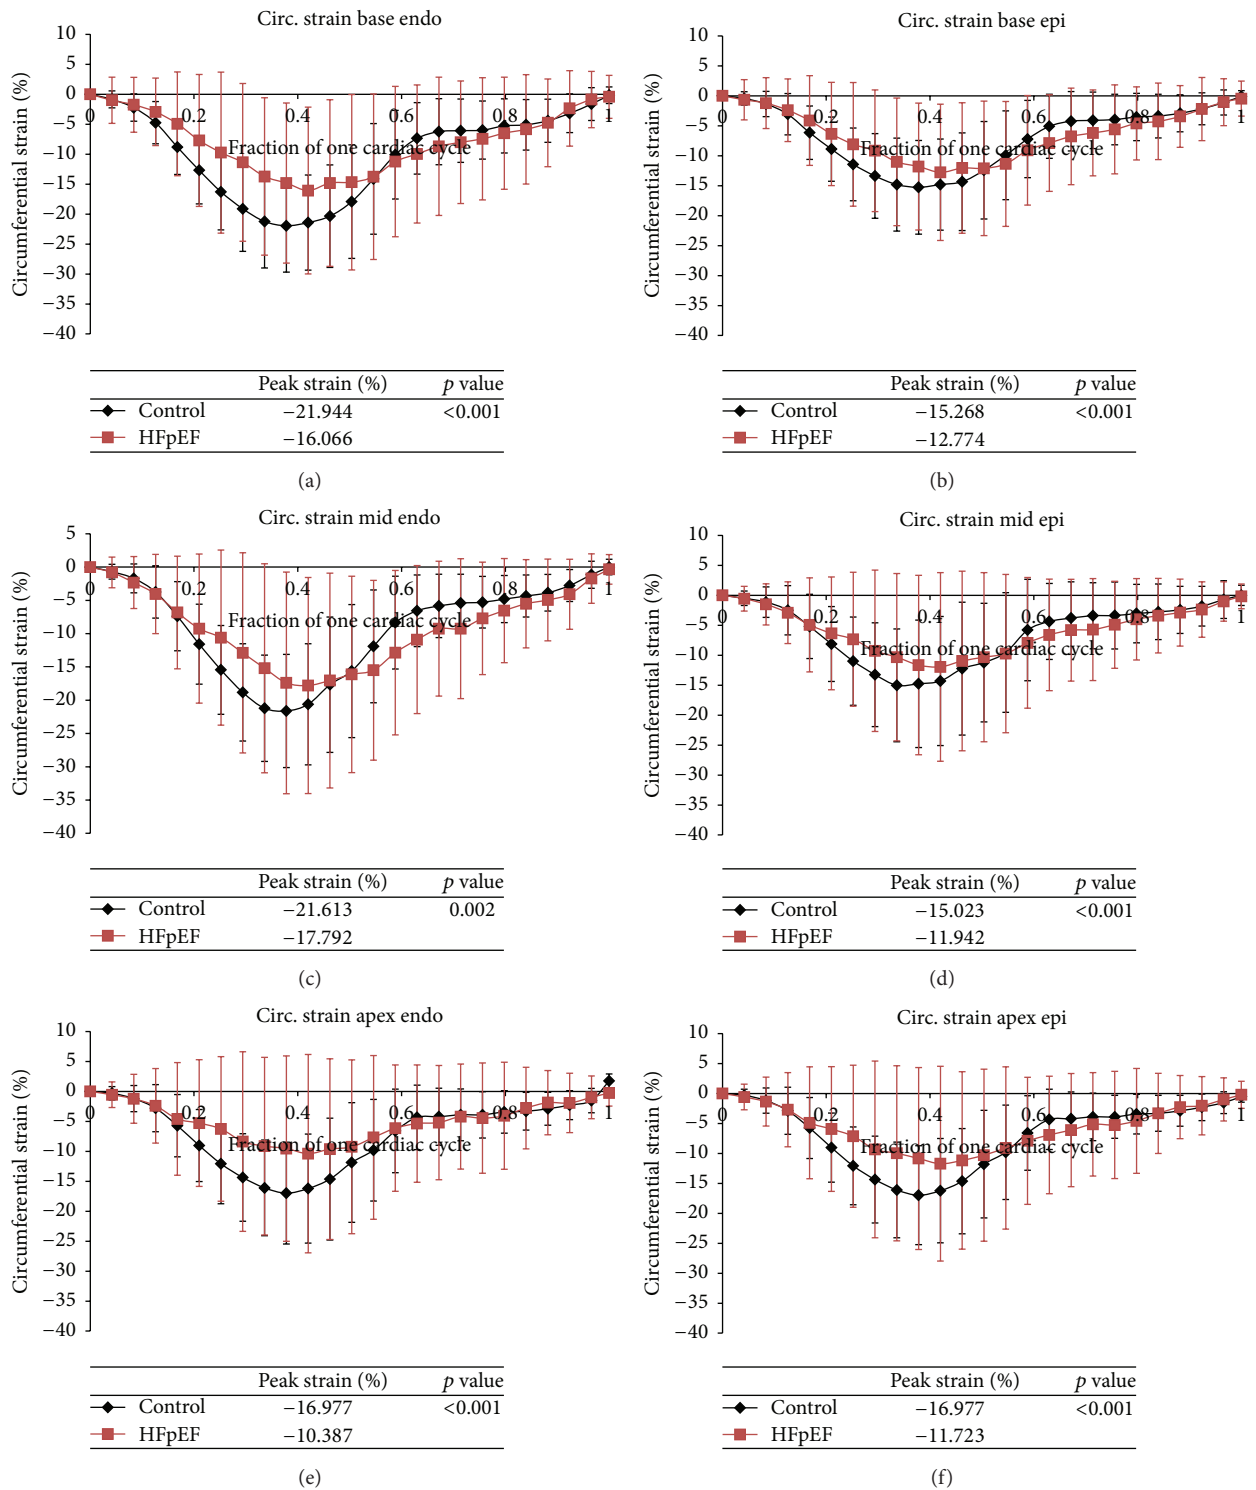 Circ. strain base endo
10
5
0
−5
−10
−15
−20
−25
−30
−35
−40
0 0.2 0.4 0.6 0.8 1
Fraction of one cardiac cycle
Circumferential strain (%)
Peak strain (%) p value
Control −21.944 <0.001
HFpEF −16.066
(a)
Circ. strain base epi
10
5
0
−5
−10
−15
−20
−25
−30
−35
−40
0 0.2 0.4 0.6 0.8 1
Fraction of one cardiac cycle
Circumferential strain (%)
Peak strain (%) p value
Control −15.268 <0.001
HFpEF −12.774
(b)
Circ. strain mid endo
5
0
−5
−10
−15
−20
−25
−30
−35
−40
0 0.2 0.4 0.6 0.8 1
Fraction of one cardiac cycle
Circumferential strain (%)
Peak strain (%) p value
Control −21.613 0.002
HFpEF −17.792
(c)
Circ. strain mid epi
10
5
0
−5
−10
−15
−20
−25
−30
−35
−40
0 0.2 0.4 0.6 0.8 1
Fraction of one cardiac cycle
Circumferential strain (%)
Peak strain (%) p value
Control −15.023 <0.001
HFpEF −11.942
(d)
Circ. strain apex endo
10
5
0
−5
−10
−15
−20
−25
−30
−35
−40
0 0.2 0.4 0.6 0.8 1
Fraction of one cardiac cycle
Circumferential strain (%)
Peak strain (%) p value
Control −16.977 <0.001
HFpEF −10.387
(e)
Circ. strain apex epi
10
5
0
−5
−10
−15
−20
−25
−30
−35
−40
0 0.2 0.4 0.6 0.8 1
Fraction of one cardiac cycle
Circumferential strain (%)
Peak strain (%) p value
Control −16.977 <0.001
HFpEF −11.723
(f)